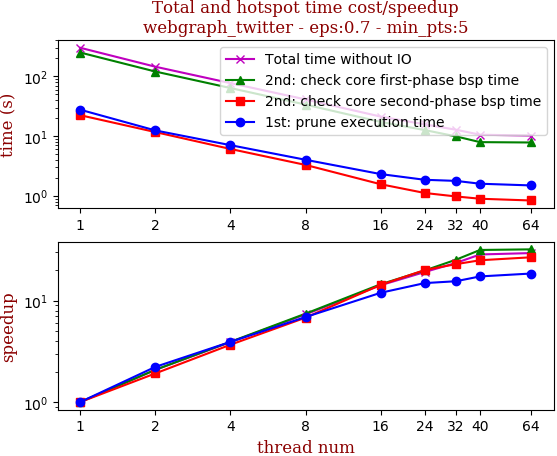 Total and hotspot time cost/speedup
webgraph_twitter - eps:0.7 - min_pts:5
time (s)
10²
10¹
10⁰
Total time without IO
2nd: check core first-phase bsp time
2nd: check core second-phase bsp time
1st: prune execution time
1 2 4 8 16 24 32 40 64
speedup
10¹
10⁰
1 2 4 8 16 24 32 40 64
thread num